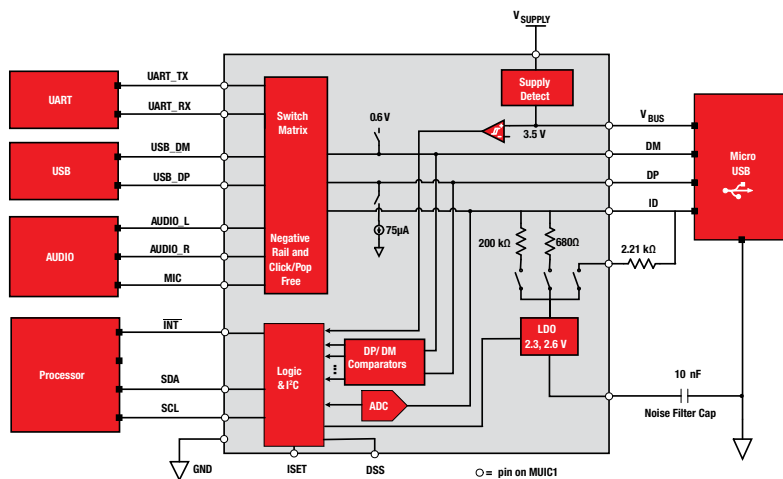 V_SUPPLY
UART_TX
UART
UART_RX
Switch
Matrix
Supply
Detect
0.6 V
3.5 V
V_BUS
USB_DM
USB
USB_DP
DM
DP
ID
Micro
USB
AUDIO_L
AUDIO
AUDIO_R
MIC
75µA
Negative
Rail and
Click/Pop
Free
200 kΩ
680Ω
2.21 kΩ
INT
Processor
SDA
SCL
Logic
& I²C
DP/ DM
Comparators
ADC
LDO
2.3, 2.6 V
10 nF
Noise Filter Cap
GND
ISET
DSS
= pin on MUIC1